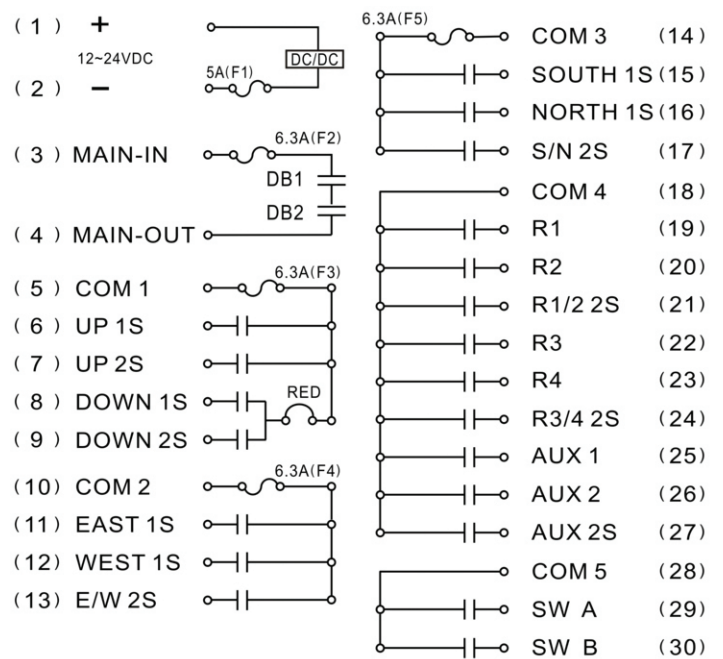 (1) +
12~24VDC
(2) −
5A(F1)
DC/DC
(3) MAIN-IN
6.3A(F2)
DB1
DB2
(4) MAIN-OUT
(5) COM 1
6.3A(F3)
(6) UP 1S
(7) UP 2S
(8) DOWN 1S
RED
(9) DOWN 2S
(10) COM 2
6.3A(F4)
(11) EAST 1S
(12) WEST 1S
(13) E/W 2S
6.3A(F5)
COM 3 (14)
SOUTH 1S (15)
NORTH 1S (16)
S/N 2S (17)
COM 4 (18)
R1 (19)
R2 (20)
R1/2 2S (21)
R3 (22)
R4 (23)
R3/4 2S (24)
AUX 1 (25)
AUX 2 (26)
AUX 2S (27)
COM 5 (28)
SW A (29)
SW B (30)